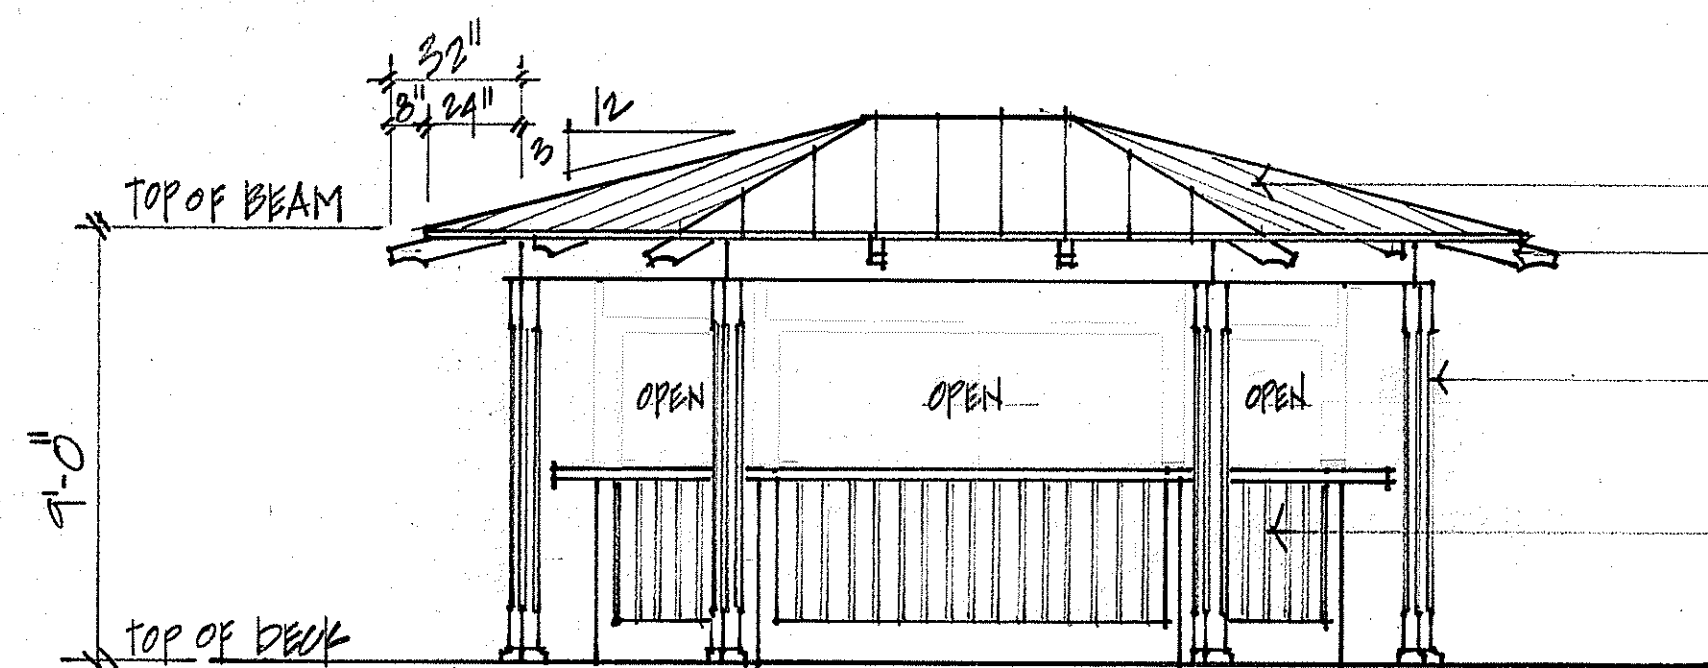 32"
8" 24"
12
3
TOP OF BEAM
OPEN OPEN OPEN
9'-0"
TOP OF DECK